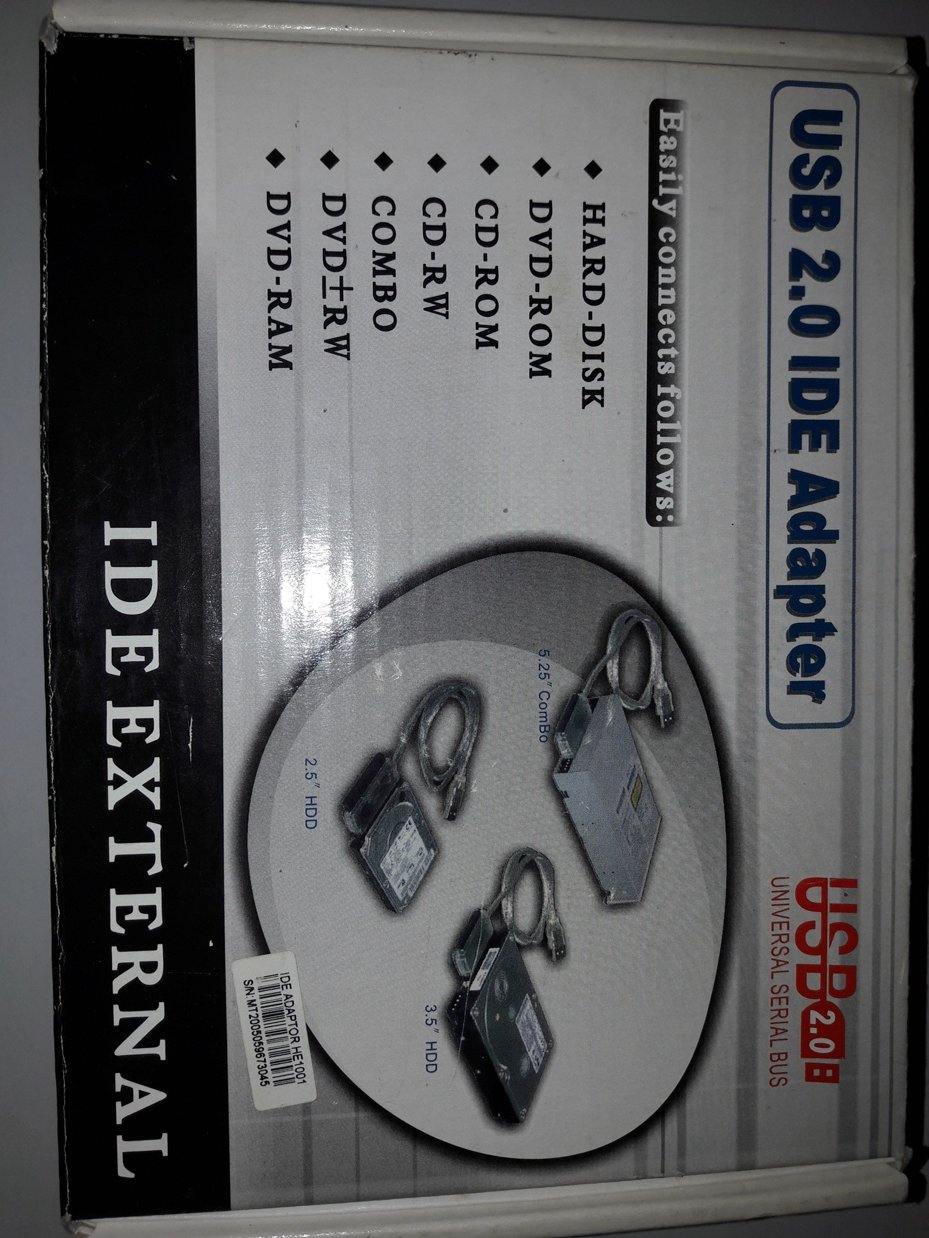 USB 2.0 IDE Adapter
USB 2.0
UNIVERSAL SERIAL BUS
Easily connects follows:
◆ HARD-DISK
◆ DVD-ROM
◆ CD-ROM
◆ CD-RW
◆ COMBO
◆ DVD±RW
◆ DVD-RAM
5.25" ComBo
2.5" HDD
3.5" HDD
IDE ADAPTOR HE1001
S/N:MT2005059673045
IDE EXTERNAL